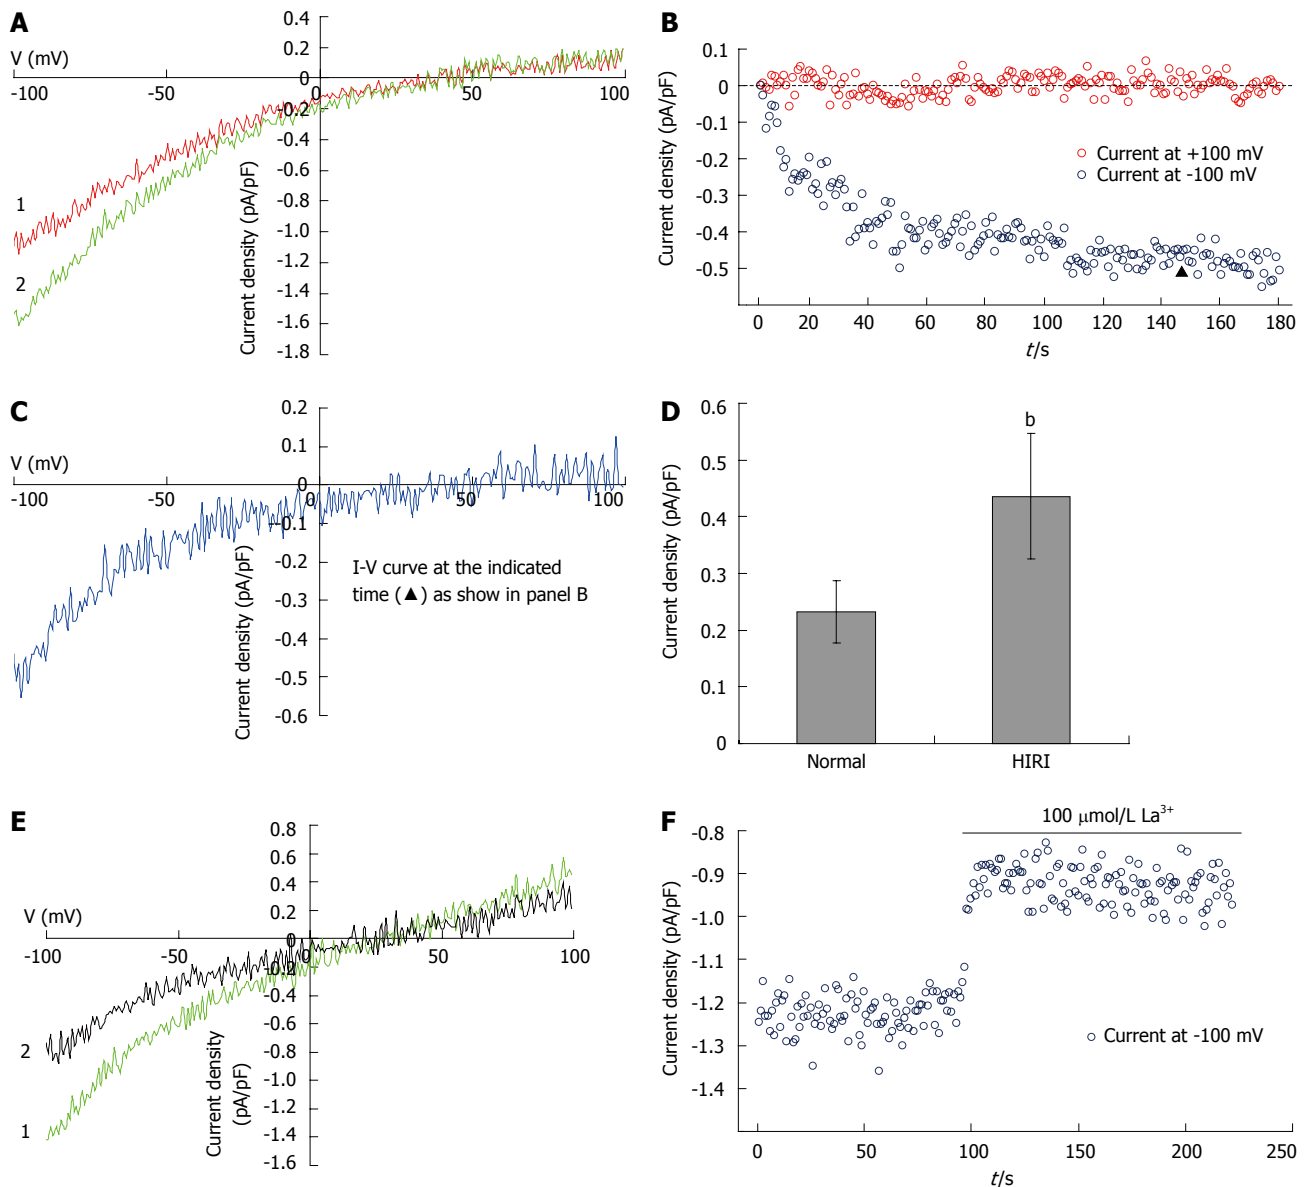 A
V (mV)
0.4
0.2
0
-0.2
-0.4
-0.6
-0.8
-1.0
-1.2
-1.4
-1.6
-1.8
-100
-50
0
50
100
Current density (pA/pF)
1
2
B
0.1
0
-0.1
-0.2
-0.3
-0.4
-0.5
Current density (pA/pF)
Current at +100 mV
Current at -100 mV
▲
0 20 40 60 80 100 120 140 160 180
t/s
C
V (mV)
0.2
0.1
0
-0.1
-0.2
-0.3
-0.4
-0.5
-0.6
-100
-50
0
50
100
Current density (pA/pF)
I-V curve at the indicated
time (▲) as show in panel B
D
0.6
0.5
0.4
0.3
0.2
0.1
0
Current density (pA/pF)
b
Normal HIRI
E
V (mV)
0.8
0.6
0.4
0.2
0
-0.2
-0.4
-0.6
-0.8
-1.0
-1.2
-1.4
-1.6
-100
-50
0
50
100
Current density
(pA/pF)
2
1
F
100 μmol/L La³⁺
-0.8
-0.9
-1.0
-1.1
-1.2
-1.3
-1.4
Current density (pA/pF)
Current at -100 mV
0 50 100 150 200 250
t/s